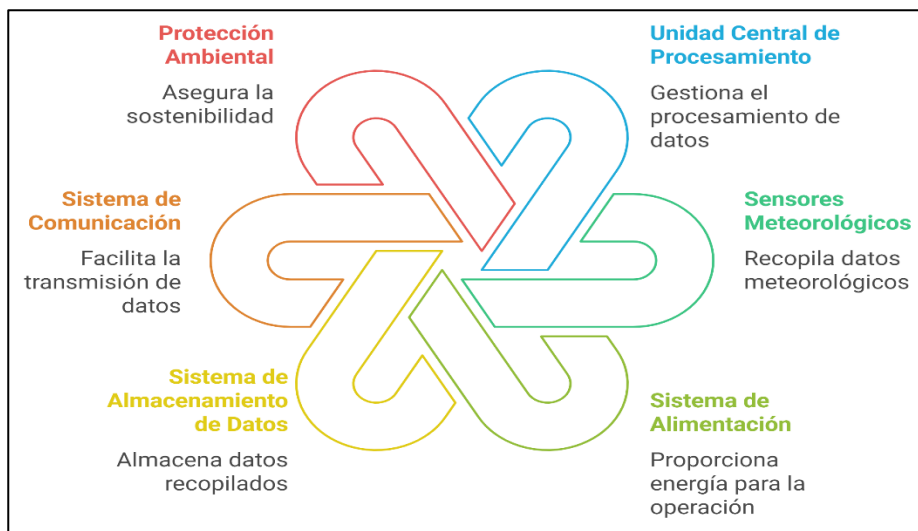 Protección
Ambiental
Asegura la
sostenibilidad
Unidad Central de
Procesamiento
Gestiona el
procesamiento de
datos
Sistema de
Comunicación
Facilita la
transmisión de
datos
Sensores
Meteorológicos
Recopila datos
meteorológicos
Sistema de
Almacenamiento
de Datos
Almacena datos
recopilados
Sistema de
Alimentación
Proporciona
energía para la
operación